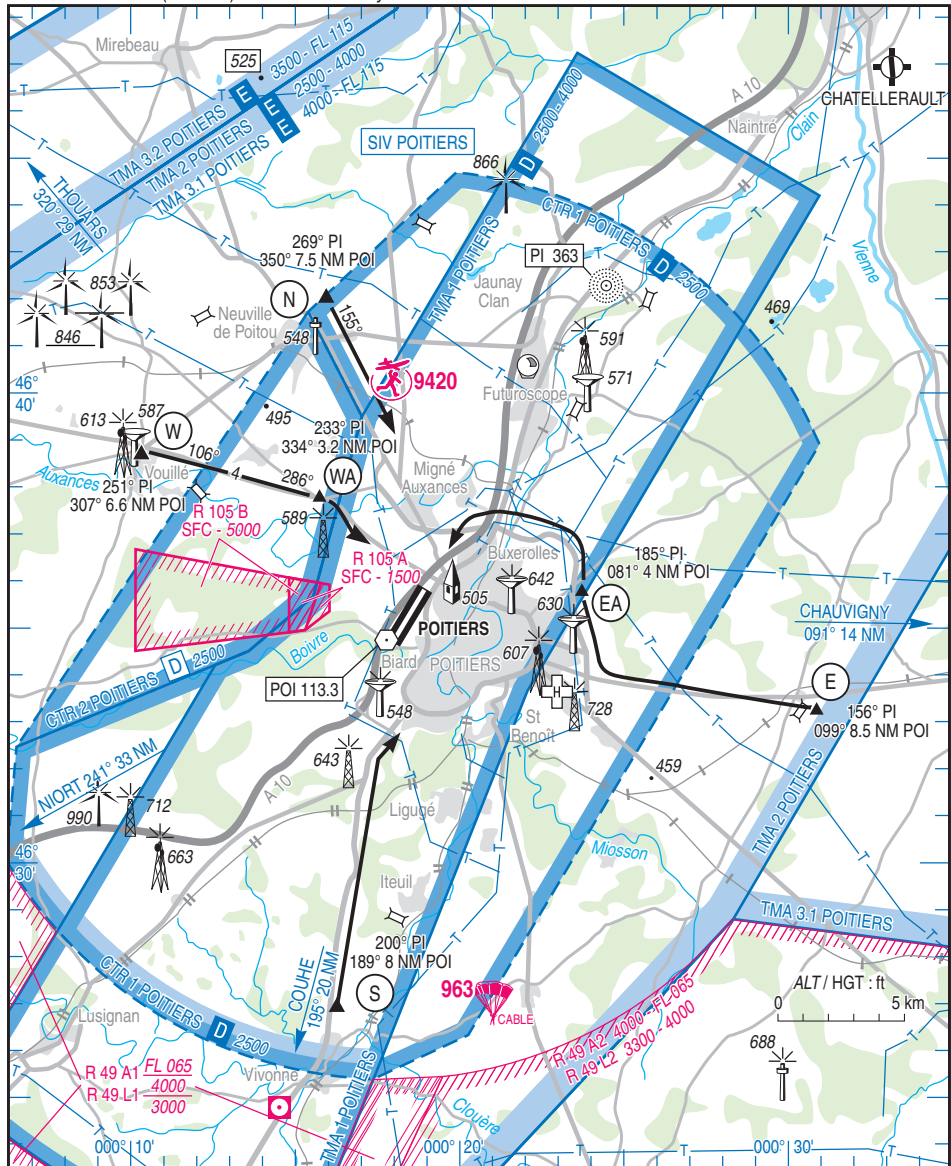 Mirebeau
525
3500 - FL 115
2500 - 4000
4000 - FL 115
E
E
E
TMA 3.2 POITIERS
TMA 2 POITIERS
TMA 3.1 POITIERS
SIV POITIERS
2500 - 4000
D
A 10
CHATELLERAULT
Naintré
Clain
THOUARS
320° 29 NM
866
CTR 1 POITIERS
D
2500
Vienne
269° PI
350° 7.5 NM POI
N
155°
TMA 1 POITIERS
Jaunay
Clan
PI 363
853
846
Neuville
de Poitou
548
469
591
571
46°
40'
9420
Futuroscope
495
613
587
W
Vouillé
Auxances
106°
4
286°
233° PI
334° 3.2 NM POI
WA
Migné
Auxances
251° PI
307° 6.6 NM POI
R 105 B
SFC - 5000
589
R 105 A
SFC - 1500
Buxerolles
642
505
185° PI
081° 4 NM POI
EA
630
CHAUVIGNY
091° 14 NM
POITIERS
Boivre
Biard
POITIERS
607
CTR 2 POITIERS
D
2500
POI 113.3
548
H
728
St
Benoît
E
156° PI
099° 8.5 NM POI
NIORT 241° 33 NM
643
A 10
459
990
712
663
Ligugé
TMA 2 POITIERS
46°
30'
Miosson
Iteuil
TMA 3.1 POITIERS
200° PI
189° 8 NM POI
S
COUHE
195° 20 NM
963
CABLE
ALT / HGT : ft
0
5 km
CTR 1 POITIERS
D
2500
Lusignan
R 49 A2 4000 - FL 065
R 49 L2 3300 - 4000
688
R 49 A1
FL 065
4000
R 49 L1
3000
Vivonne
TMA 1 POITIERS
Clouère
000° 10'
000° 20'
000° 30'